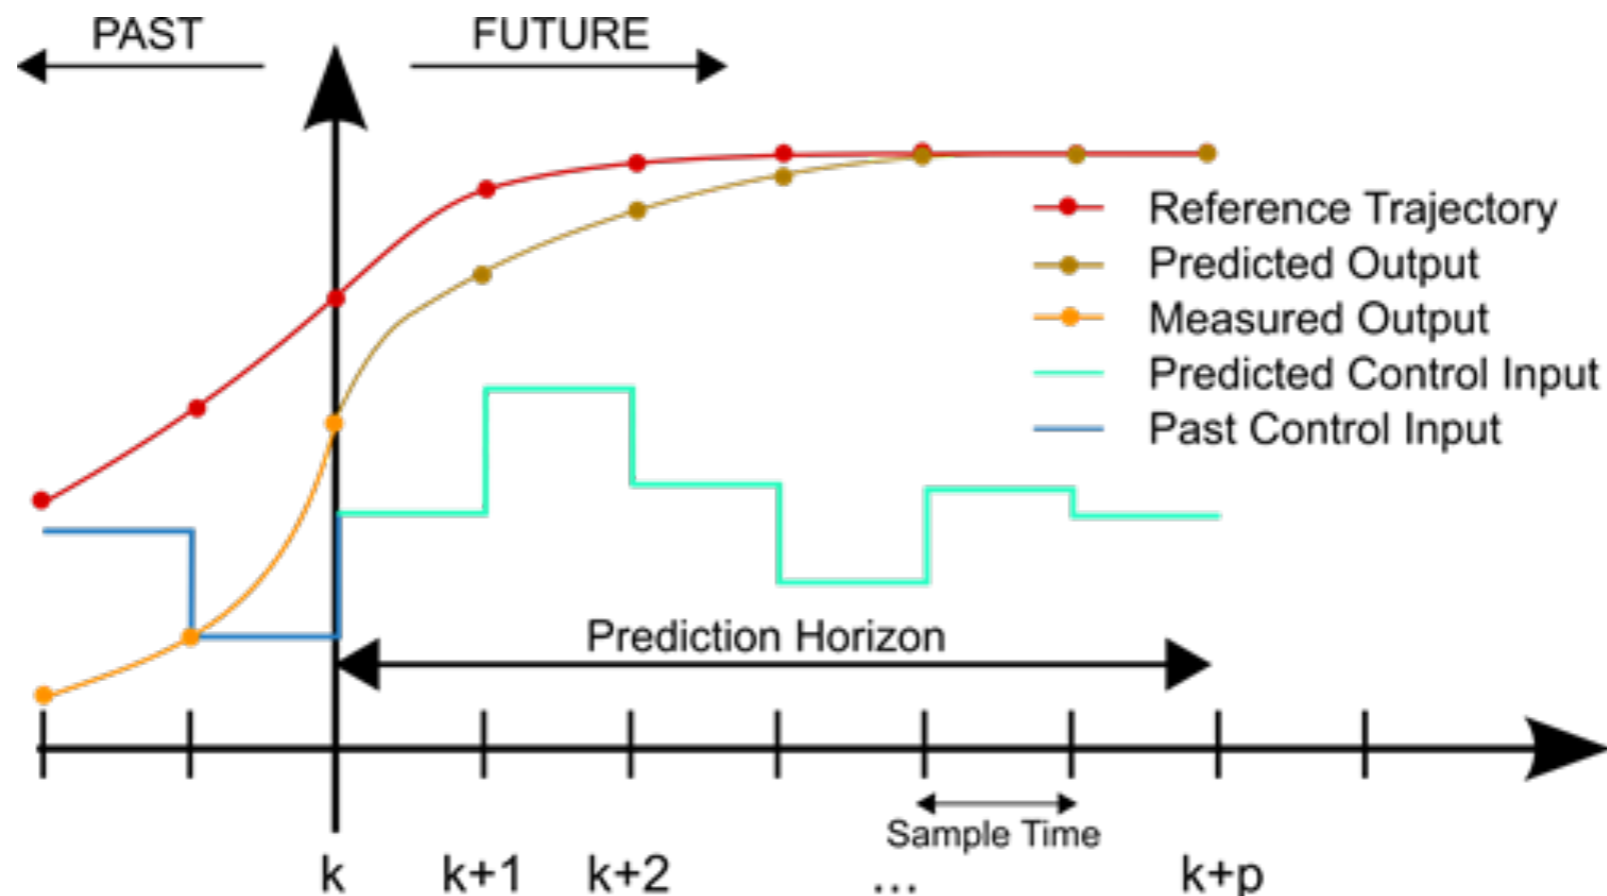 PAST
FUTURE
Reference Trajectory
Predicted Output
Measured Output
Predicted Control Input
Past Control Input
Prediction Horizon
Sample Time
k k+1 k+2 ... k+p